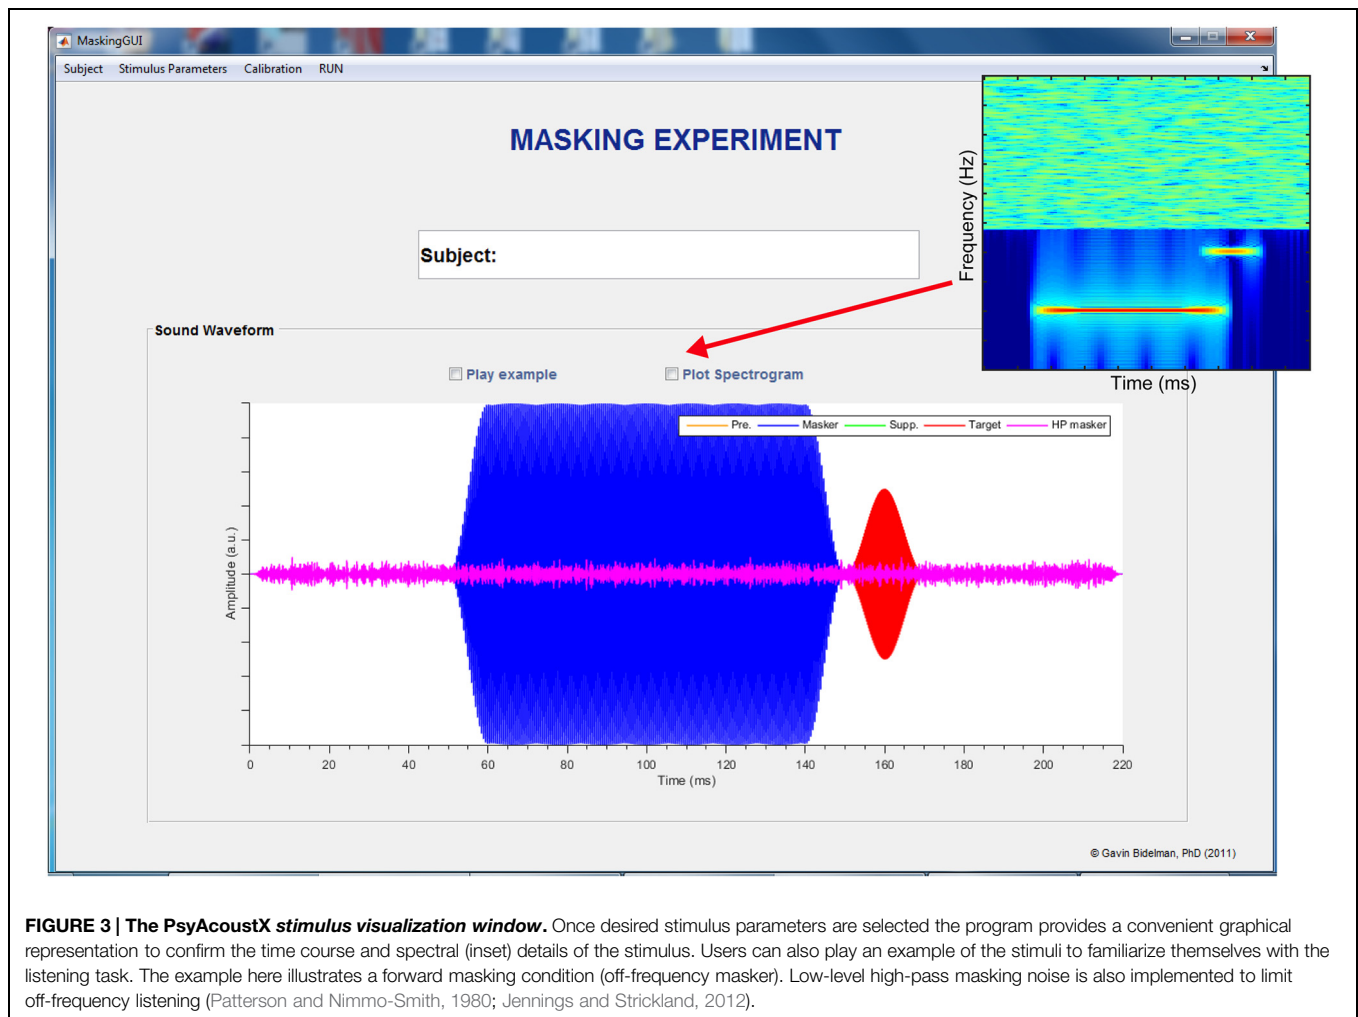 MaskingGUI
Subject Stimulus Parameters Calibration RUN
MASKING EXPERIMENT
Subject:
Frequency (Hz)
Time (ms)
Sound Waveform
Play example Plot Spectrogram
Pre. Masker Supp. Target HP masker
Amplitude (a.u.)
0 20 40 60 80 100 120 140 160 180 200 220
Time (ms)
© Gavin Bidelman, PhD (2011)
FIGURE 3 | The PsyAcoustX stimulus visualization window. Once desired stimulus parameters are selected the program provides a convenient graphical
representation to confirm the time course and spectral (inset) details of the stimulus. Users can also play an example of the stimuli to familiarize themselves with the
listening task. The example here illustrates a forward masking condition (off-frequency masker). Low-level high-pass masking noise is also implemented to limit
off-frequency listening (Patterson and Nimmo-Smith, 1980; Jennings and Strickland, 2012).